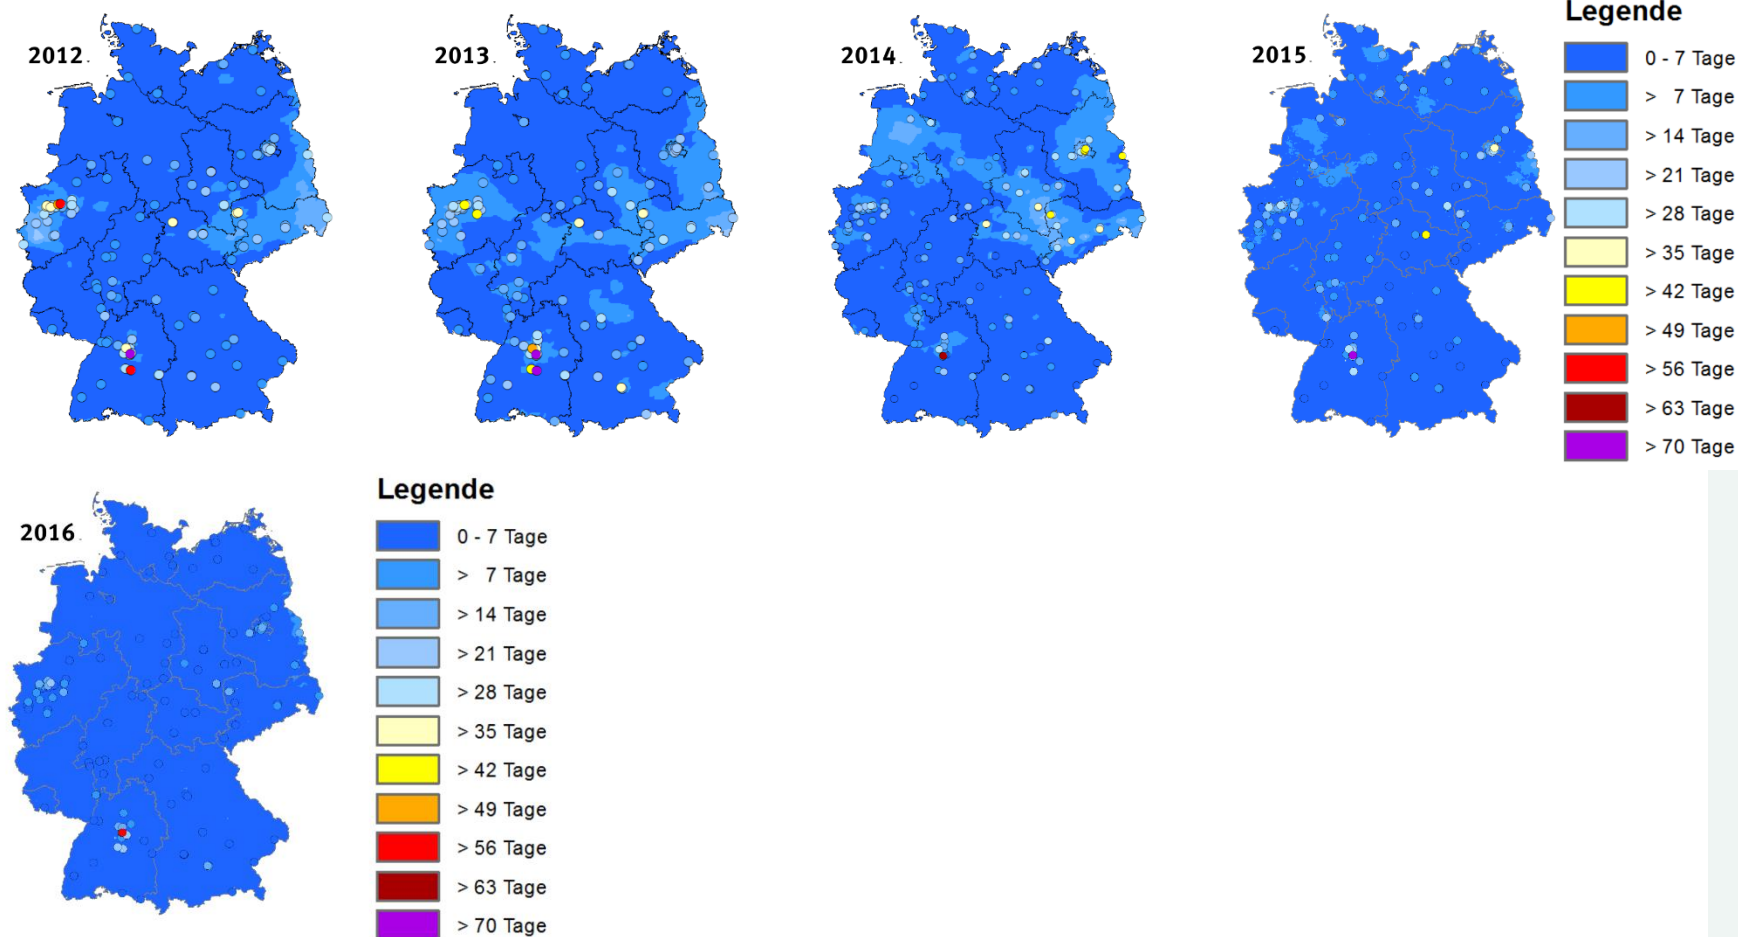 2012
2013
2014
2015
Legende
0 - 7 Tage
> 7 Tage
> 14 Tage
> 21 Tage
> 28 Tage
> 35 Tage
> 42 Tage
> 49 Tage
> 56 Tage
> 63 Tage
> 70 Tage
2016
Legende
0 - 7 Tage
> 7 Tage
> 14 Tage
> 21 Tage
> 28 Tage
> 35 Tage
> 42 Tage
> 49 Tage
> 56 Tage
> 63 Tage
> 70 Tage